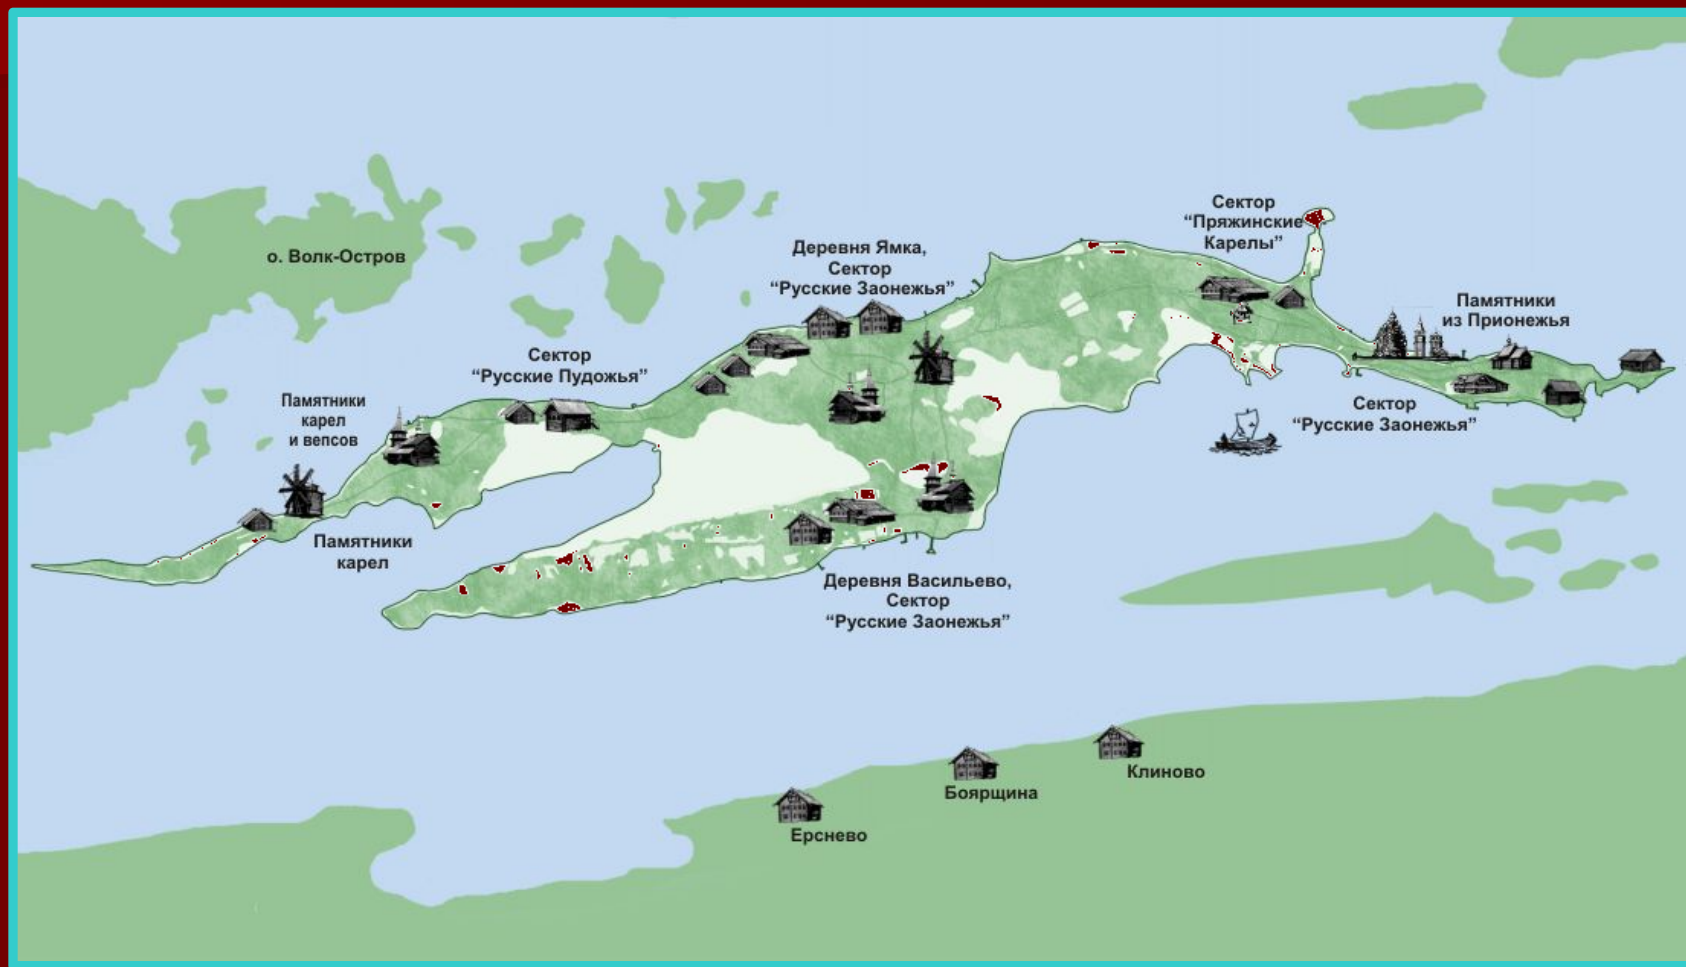 Сектор
“Пряжинские
Карелы”
о. Волк-Остров
Деревня Ямка,
Сектор
“Русские Заонежья”
Памятники
из Прионежья
Сектор
“Русские Пудожья”
Памятники
карел
и вепсов
Сектор
“Русские Заонежья”
Памятники
карел
Деревня Васильево,
Сектор
“Русские Заонежья”
Клиново
Боярщина
Ерснево